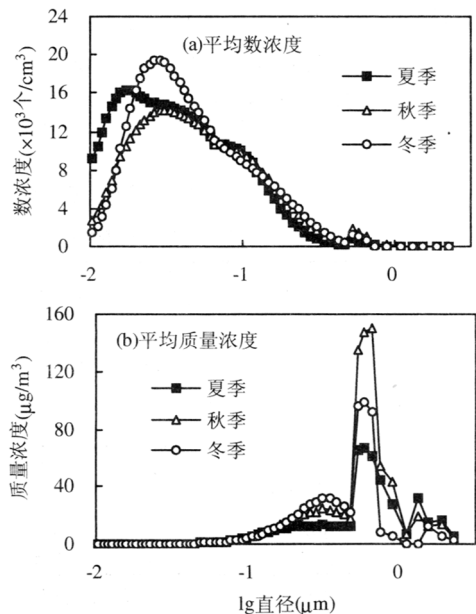 24
(a)平均数浓度
20
夏季
16
秋季
12
冬季
8
4
0
数浓度(×10³个/cm³)
-2
-1
0
160
(b)平均质量浓度
120
夏季
80
秋季
冬季
40
0
质量浓度(μg/m³)
-2
-1
0
lg直径(μm)